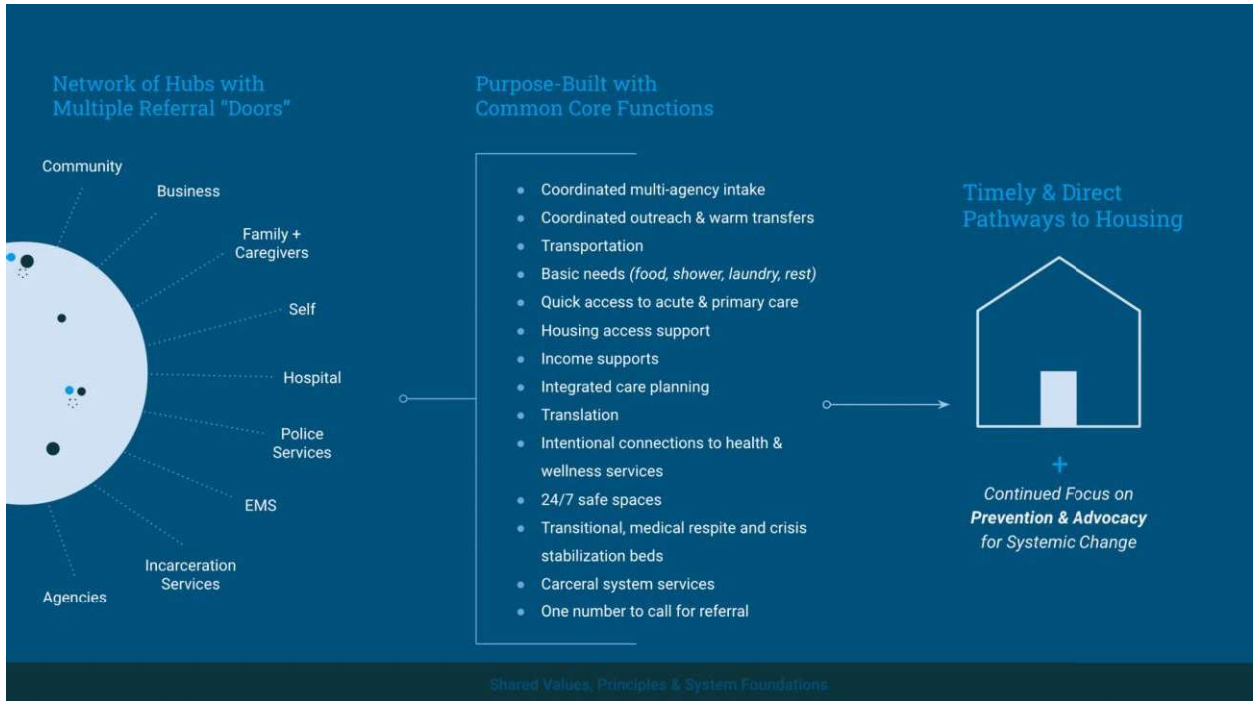 Network of Hubs with
Multiple Referral "Doors"
Community
Business
Family +
Caregivers
Self
Hospital
Police
Services
EMS
Incarceration
Services
Agencies
Purpose-Built with
Common Core Functions
Coordinated multi-agency intake
Coordinated outreach & warm transfers
Transportation
Basic needs (food, shower, laundry, rest)
Quick access to acute & primary care
Housing access support
Income supports
Integrated care planning
Translation
Intentional connections to health &
wellness services
24/7 safe spaces
Transitional, medical respite and crisis
stabilization beds
Carceral system services
One number to call for referral
Timely & Direct
Pathways to Housing
+
Continued Focus on
Prevention & Advocacy
for Systemic Change
Shared Values, Principles & System Foundations